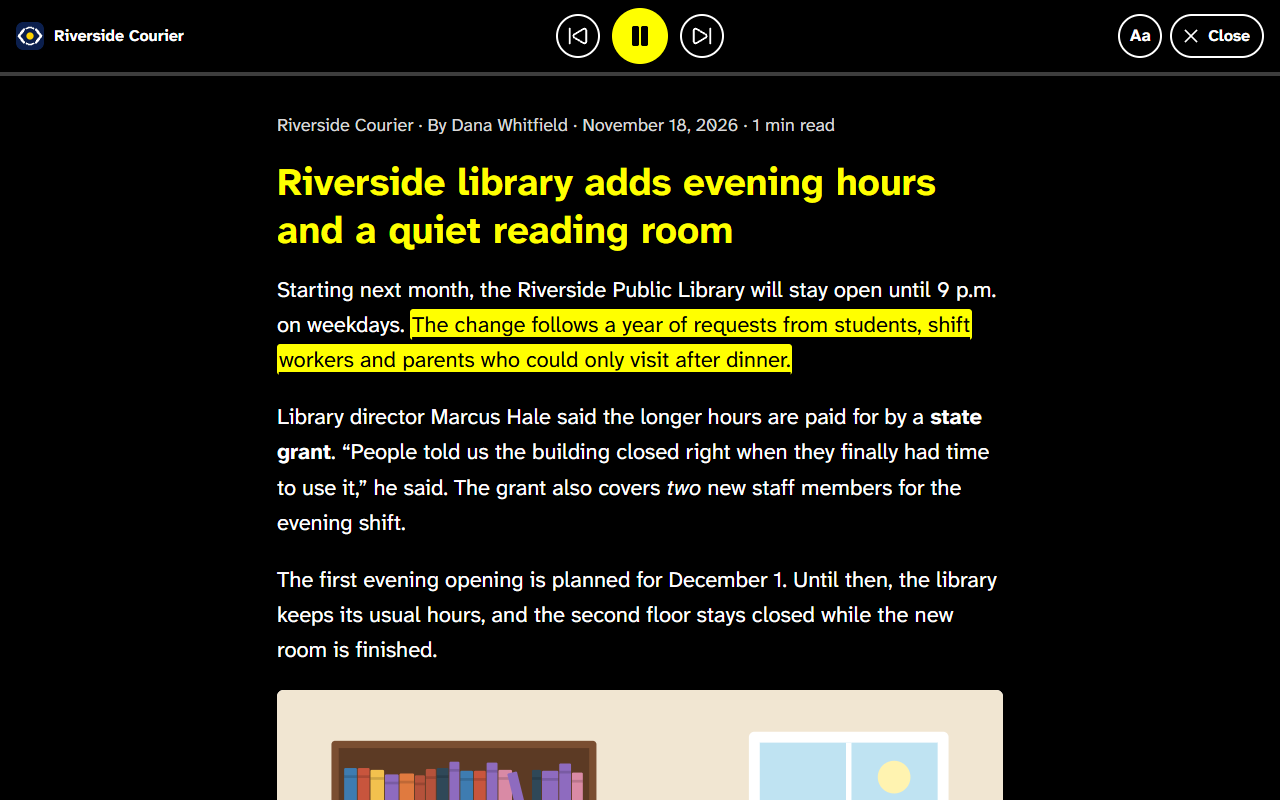 Riverside Courier
Aa
Close
Riverside Courier · By Dana Whitfield · November 18, 2026 · 1 min read
Riverside library adds evening hours
and a quiet reading room
Starting next month, the Riverside Public Library will stay open until 9 p.m.
on weekdays. The change follows a year of requests from students, shift
workers and parents who could only visit after dinner.
Library director Marcus Hale said the longer hours are paid for by a state
grant. “People told us the building closed right when they finally had time
to use it,” he said. The grant also covers two new staff members for the
evening shift.
The first evening opening is planned for December 1. Until then, the library
keeps its usual hours, and the second floor stays closed while the new
room is finished.